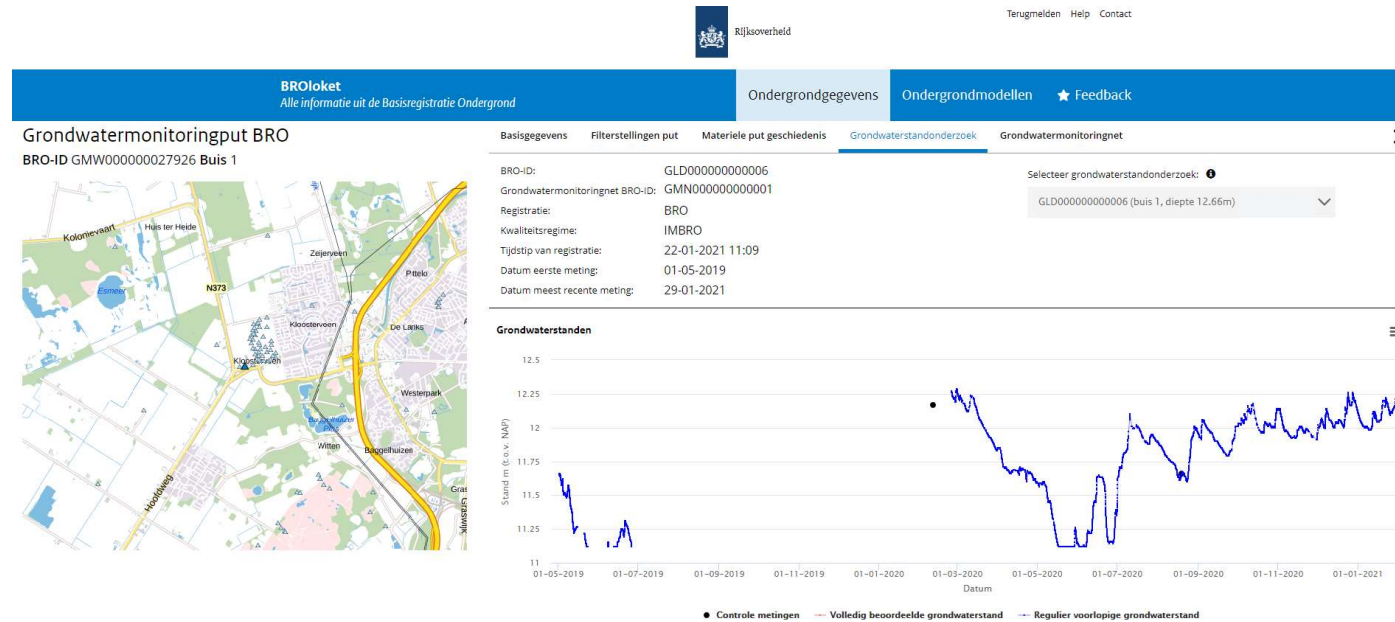 Rijksoverheid
Terugmelden Help Contact
BROloket
Alle informatie uit de Basisregistratie Ondergrond
Ondergrondgegevens Ondergrondmodellen Feedback
Grondwatermonitoringput BRO
BRO-ID GMW000000027926 Buis 1
Kolonievaart
Huis ter Heide
Zeijerveen
Pittelo
Esmeer
N373
Kloosterveen
De Lariks
Westerpark
Witten
Baggelhuizen
Hoofdweg
Basisgegevens Filterstellingen put Materiele put geschiedenis Grondwaterstandonderzoek Grondwatermonitoringnet
BRO-ID: GLD000000000006
Grondwatermonitoringnet BRO-ID: GMN000000000001
Registratie: BRO
Kwaliteitsregime: IMBRO
Tijdstip van registratie: 22-01-2021 11:09
Datum eerste meting: 01-05-2019
Datum meest recente meting: 29-01-2021
Selecteer grondwaterstandonderzoek:
GLD000000000006 (buis 1, diepte 12.66m)
Grondwaterstanden
Stand m (t.o.v. NAP)
12.5
12.25
12
11.75
11.5
11.25
11
01-05-2019 01-07-2019 01-09-2019 01-11-2019 01-01-2020 01-03-2020 01-05-2020 01-07-2020 01-09-2020 01-11-2020 01-01-2021
Datum
Controle metingen Volledig beoordeelde grondwaterstand Regulier voorlopige grondwaterstand